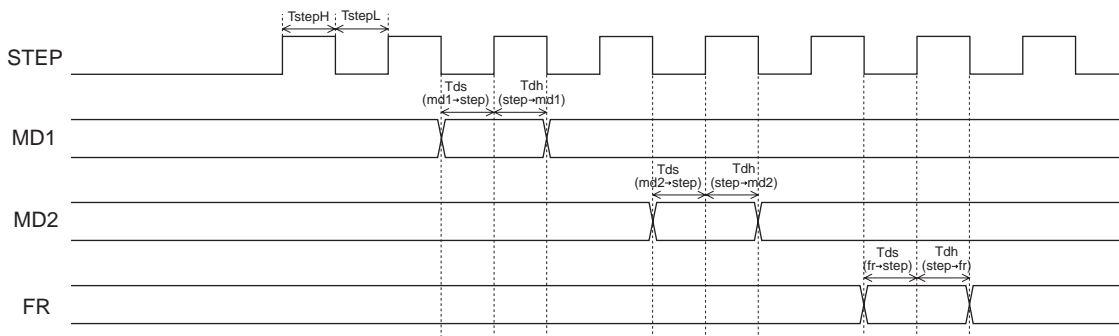 TstepH TstepL
STEP
Tds Tdh
(md1→step) (step→md1)
MD1
Tds Tdh
(md2→step) (step→md2)
MD2
Tds Tdh
(fr→step) (step→fr)
FR